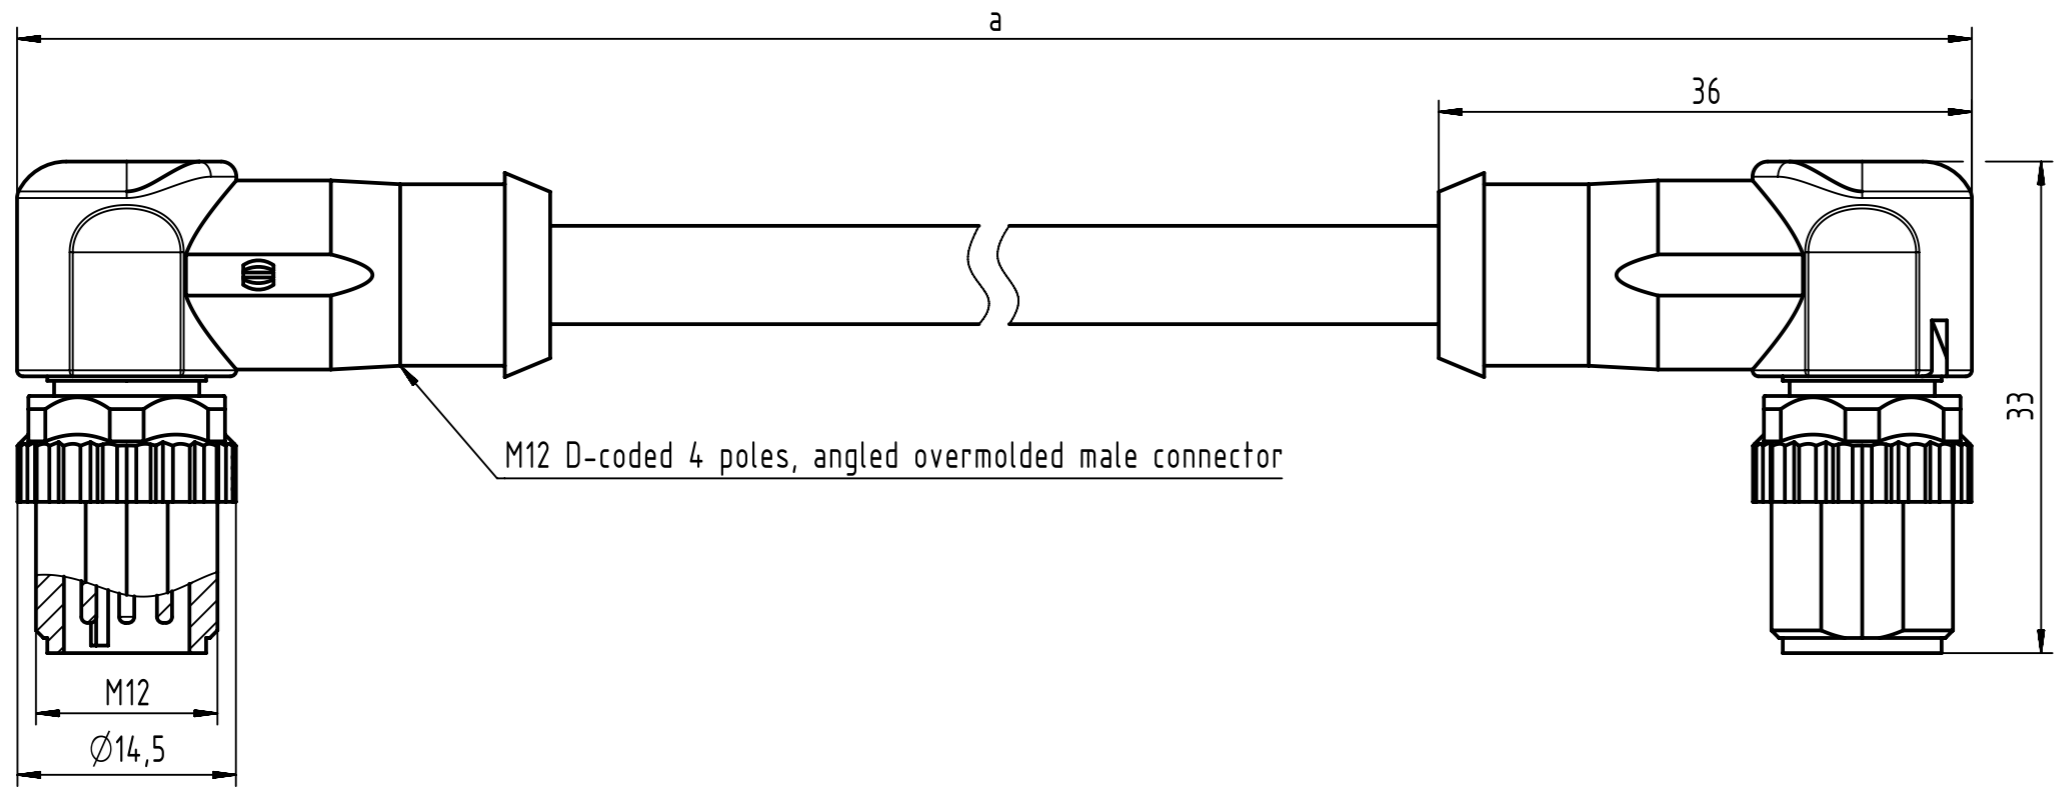 a
36
33
M12 D-coded 4 poles, angled overmolded male connector
M12
Ø14,5